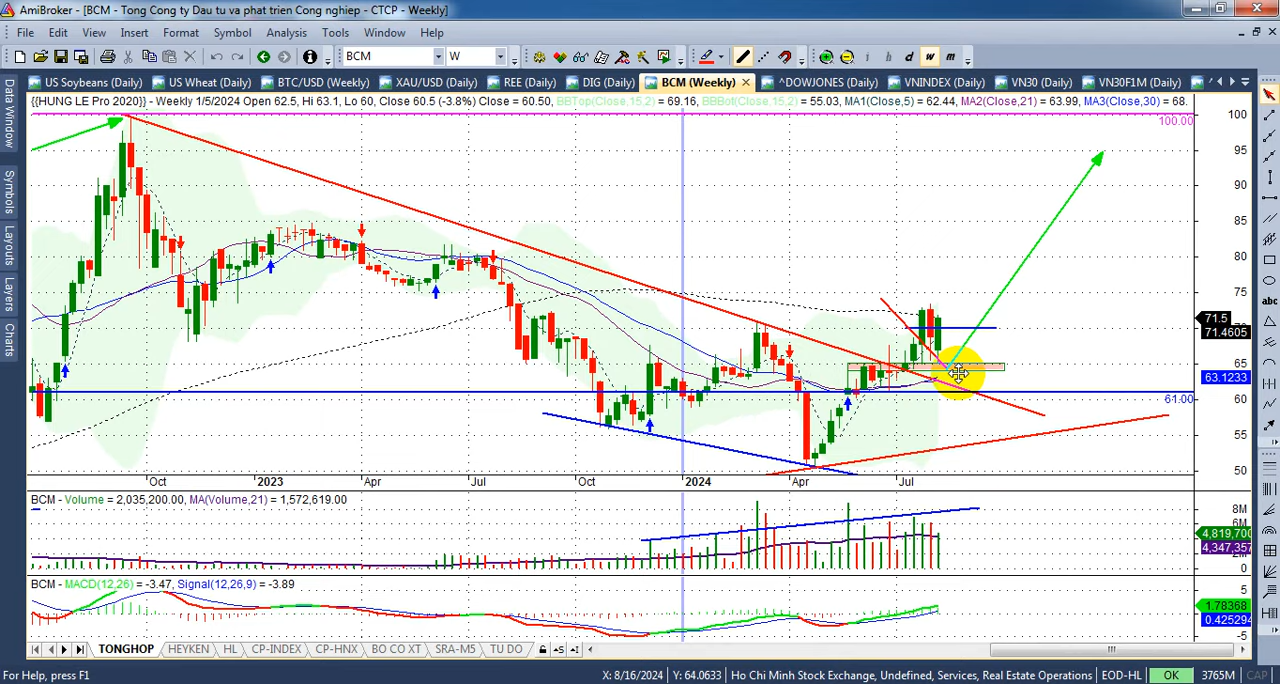 AmiBroker - [BCM - Tong Cong ty Dau tu va phat trien Cong nghiep - CTCP - Weekly]
File Edit View Insert Format Symbol Analysis Tools Window Help
BCM W i h d w m
US Soybeans (Daily) US Wheat (Daily) BTC/USD (Weekly) XAU/USD (Daily) REE (Daily) DIG (Daily) BCM (Weekly) ^DOWJONES (Daily) VNINDEX (Daily) VN30 (Daily) VN30F1M (Daily)
{{HUNG LE Pro 2020}} - Weekly 1/5/2024 Open 62.5, Hi 63.1, Lo 60, Close 60.5 (-3.8%) Close = 60.50, BBTop(Close,15,2) = 69.16, BBBot(Close,15,2) = 55.03, MA1(Close,5) = 62.44, MA2(Close,21) = 63.99, MA3(Close,30) = 68.
Data Window
Symbols
Layouts
Layers
Charts
100
100.00
95
90
85
80
75
71.5
71.4605
65
63.1233
61.00
60
55
50
Oct 2023 Apr Jul Oct 2024 Apr Jul
BCM - Volume = 2,035,200.00, MA(Volume,21) = 1,572,619.00
8M
6M
4,819,700
4,347,357
BCM - MACD(12,26) = -3.47, Signal(12,26,9) = -3.89
5
1.78368
0.425294
-5
TONGHOP HEYKEN HL CP-INDEX CP-HNX BO CO XT SRA-M5 TU DO
For Help, press F1 X: 8/16/2024 Y: 64.0633 Ho Chi Minh Stock Exchange, Undefined, Services, Real Estate Operations EOD-HL OK 3765M CAP
abc